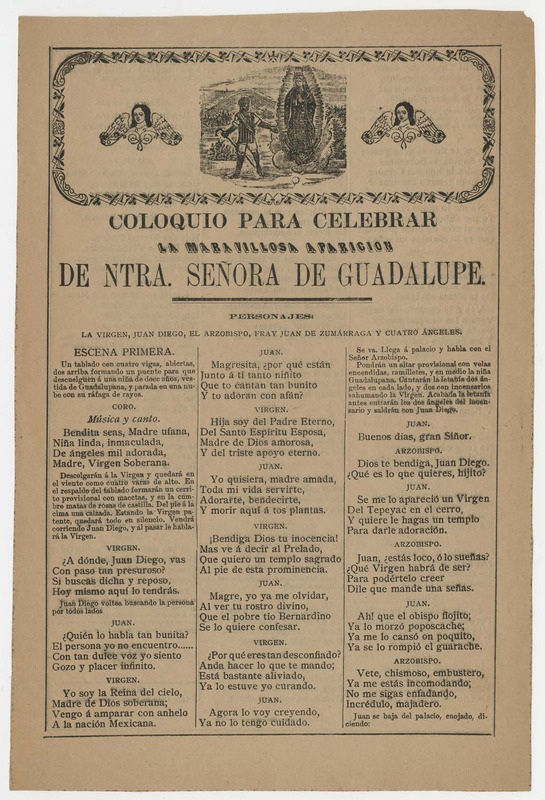 COLOQUIO PARA CELEBRAR
LA MARAVILLOSA APARICION
DE NTRA. SEÑORA DE GUADALUPE.
PERSONAJES:
LA VIRGEN, JUAN DIEGO, EL ARZOBISPO, FRAY JUAN DE ZUMÁRRAGA Y CUATRO ÁNGELES.
ESCENA PRIMERA.
Un tablado con cuatro vigas, abiertas,
dos arriba formando un puente para que
descuelguen á una niña de doce años, ves-
tida de Guadalupana, y parada en una nu-
be con su ráfaga de rayos.
CORO.
Música y canto.
Bendita seas, Madre ufana,
Niña linda, inmaculada,
De ángeles mil adorada,
Madre, Virgen Soberana.
Descolgarán á la Virgen y quedará en
el viento como cuatro varas de alto. En
el respaldo del tablado formarán un cerri-
to provisional con macetas, y en la cum-
bre matas de rosas de castilla. Del pie á la
cima una calzada. Estando la Virgen pa-
tente, quedará todo en silencio. Vendrá
corriendo Juan Diego, y al pasar le habla-
rá la Virgen.
VIRGEN.
¿A dónde, Juan Diego, vas
Con paso tan presuroso?
Si buscas dicha y reposo,
Hoy mismo aquí lo tendrás.
Juan Diego voltea buscando la persona
por todos lados
JUAN.
¿Quién lo habla tan bunita?
El persona yo no encuentro......
Con tan dulce voz yo siento
Gozo y placer infinito.
VIRGEN.
Yo soy la Reina del cielo,
Madre de Dios soberana;
Vengo á amparar con anhelo
A la nación Mexicana.
JUAN.
Magresita, ¿por qué están
Junto á tí tanto niñito
Que to cantan tan bunito
Y to adoran con afán?
VIRGEN.
Hija soy del Padre Eterno,
Del Santo Espíritu Esposa,
Madre de Dios amorosa,
Y del triste apoyo eterno.
JUAN.
Yo quisiera, madre amada,
Toda mi vida servirte,
Adorarte, bendecirte,
Y morir aquí á tos plantas.
VIRGEN.
¡Bendiga Dios tu inocencia!
Mas ve á decir al Prelado,
Que quiero un templo sagrado
Al pie de esta prominencia.
JUAN.
Magre, yo ya me olvidar,
Al ver tu rostro divino,
Que el pobre tío Bernardino
Se lo quiere confesar.
VIRGEN.
¿Por qué eres tan desconfiado?
Anda hacer lo que te mando;
Está bastante aliviado,
Ya lo estuve yo curando.
JUAN.
Agora lo voy creyendo,
Ya no lo tengo cuidado.
Se va. Llega á palacio y habla con el
Señor Arzobispo.
Pondrán un altar provisional con velas
encendidas, ramilletes, y en médio la niña
Guadalupana. Cantarán la letanía dos án-
geles en cada lado, y dos con incensarios
sahumando la Virgen. Acabada la letanía
antes entrarán los dos ángeles del incen-
sario y saldrán con Juan Diego.
JUAN.
Buenos días, gran Siñor.
ARZOBISPO.
Dios te bendiga, Juan Diego.
¿Qué es lo que quieres, hijito?
JUAN.
Se me lo apareció un Virgen
Del Tepeyac en el cerro,
Y quiere le hagas un templo
Para darle adoración.
ARZOBISPO.
Juan, ¿estás loco, ó lo sueñas?
¿Qué Virgen habrá de ser?
Para podértelo creer
Dile que mande una señas.
JUAN.
Ah! que el obispo ñojito;
Ya lo morzó poposcache;
Ya me lo cansó on poquito,
Ya se lo rompió el guarache.
ARZOBISPO.
Vete, chismoso, embustero,
Ya me estás incomodando;
No me sigas enfadando,
Incrédulo, majadero.
Juan se baja del palacio, enojado, di-
ciendo: